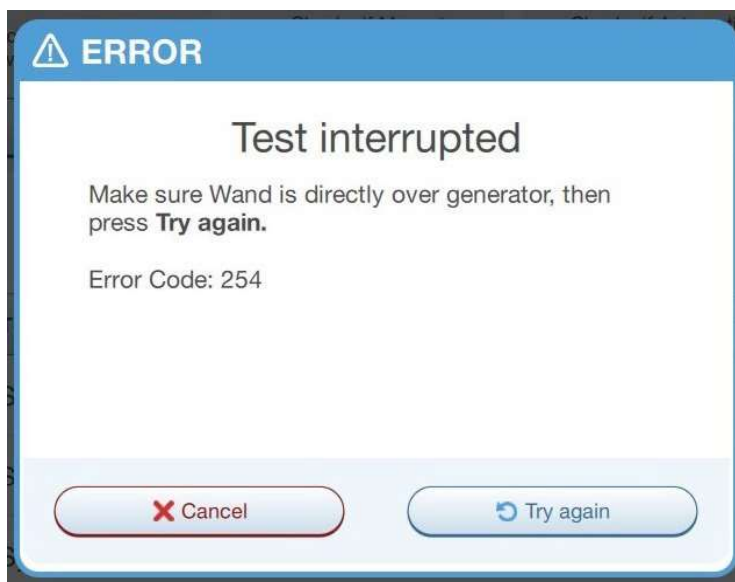 ERROR
Test interrupted
Make sure Wand is directly over generator, then
press Try again.
Error Code: 254
Cancel
Try again